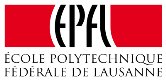 EPFL
ÉCOLE POLYTECHNIQUE
FÉDÉRALE DE LAUSANNE